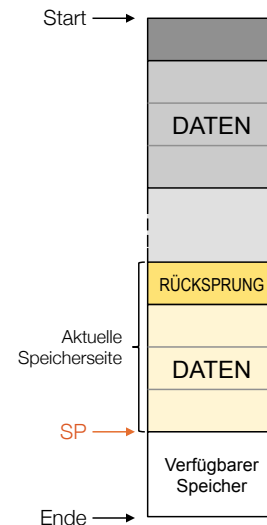 Start
DATEN
RÜCKSPRUNG
Aktuelle
Speicherseite
DATEN
SP
Verfügbarer
Speicher
Ende